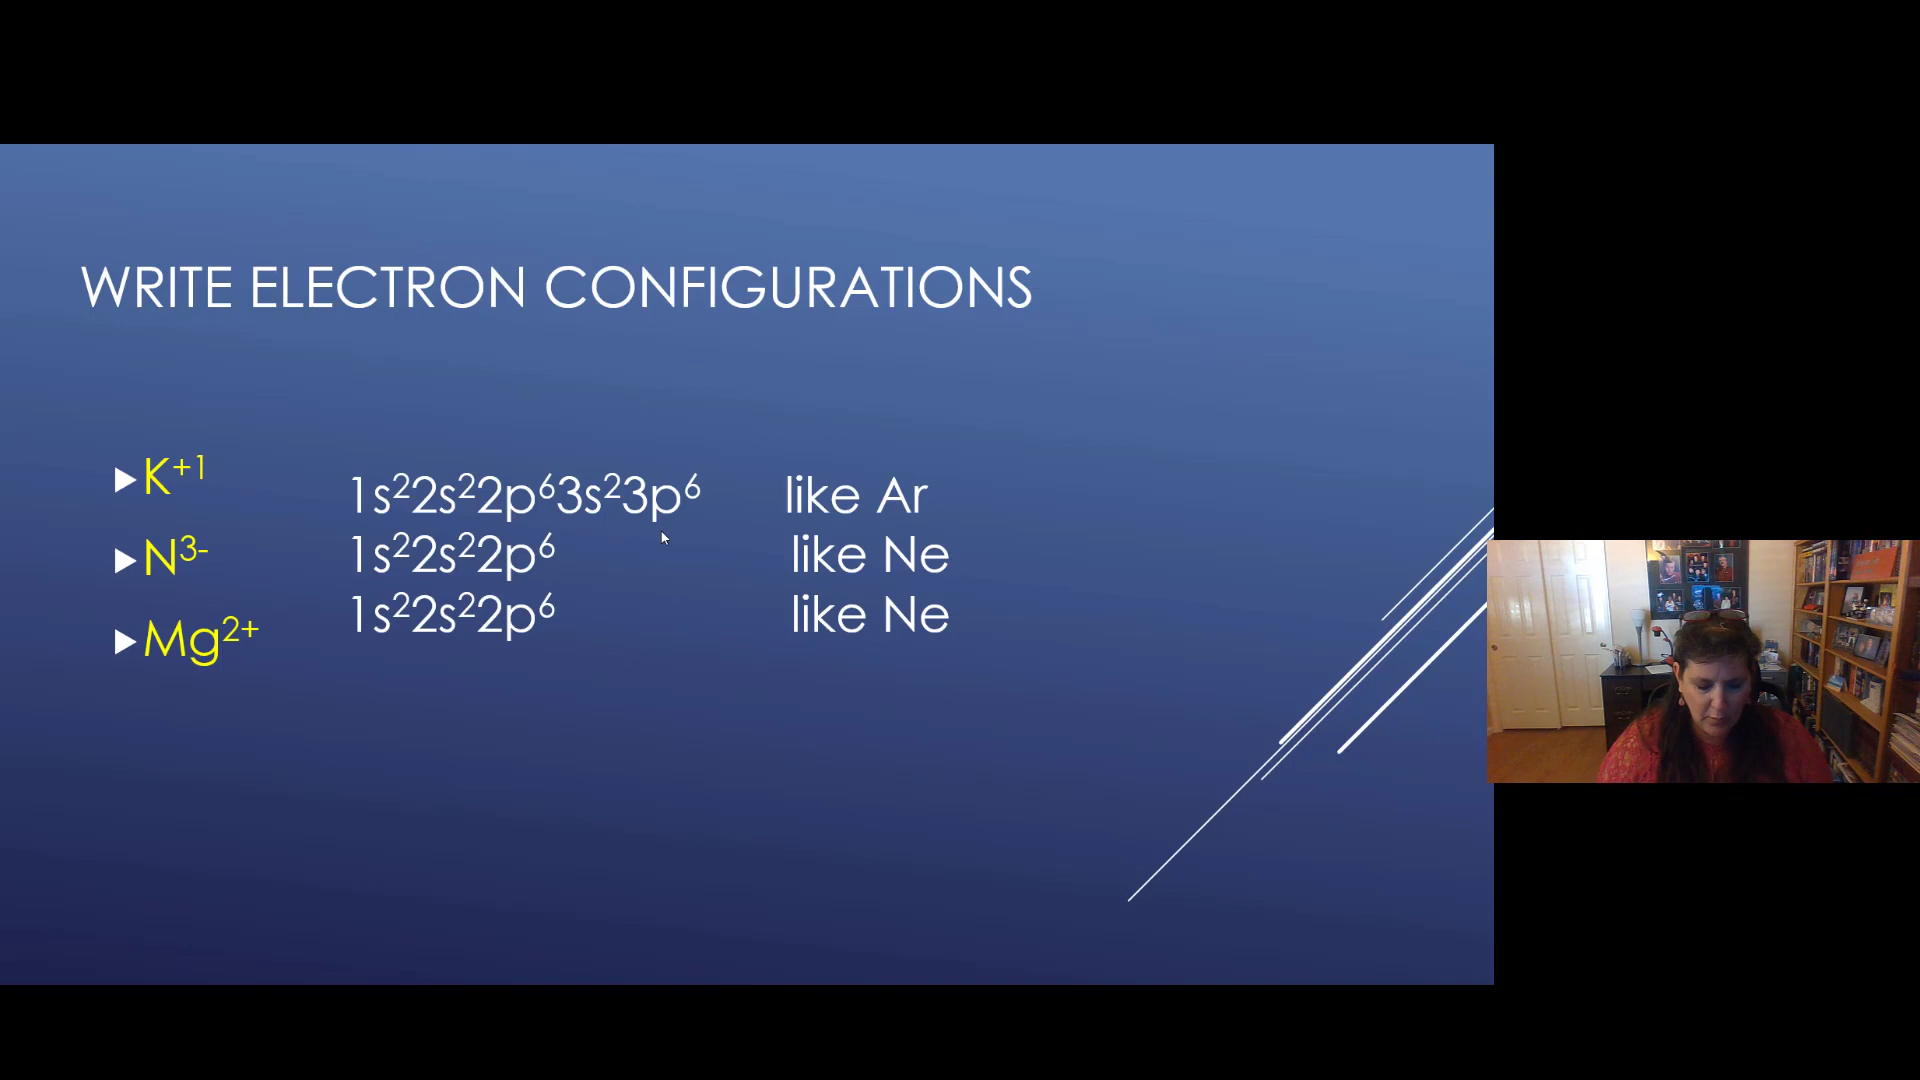 WRITE ELECTRON CONFIGURATIONS
K⁺¹ 1s²2s²2p⁶3s²3p⁶ like Ar
N³⁻ 1s²2s²2p⁶ like Ne
Mg²⁺ 1s²2s²2p⁶ like Ne